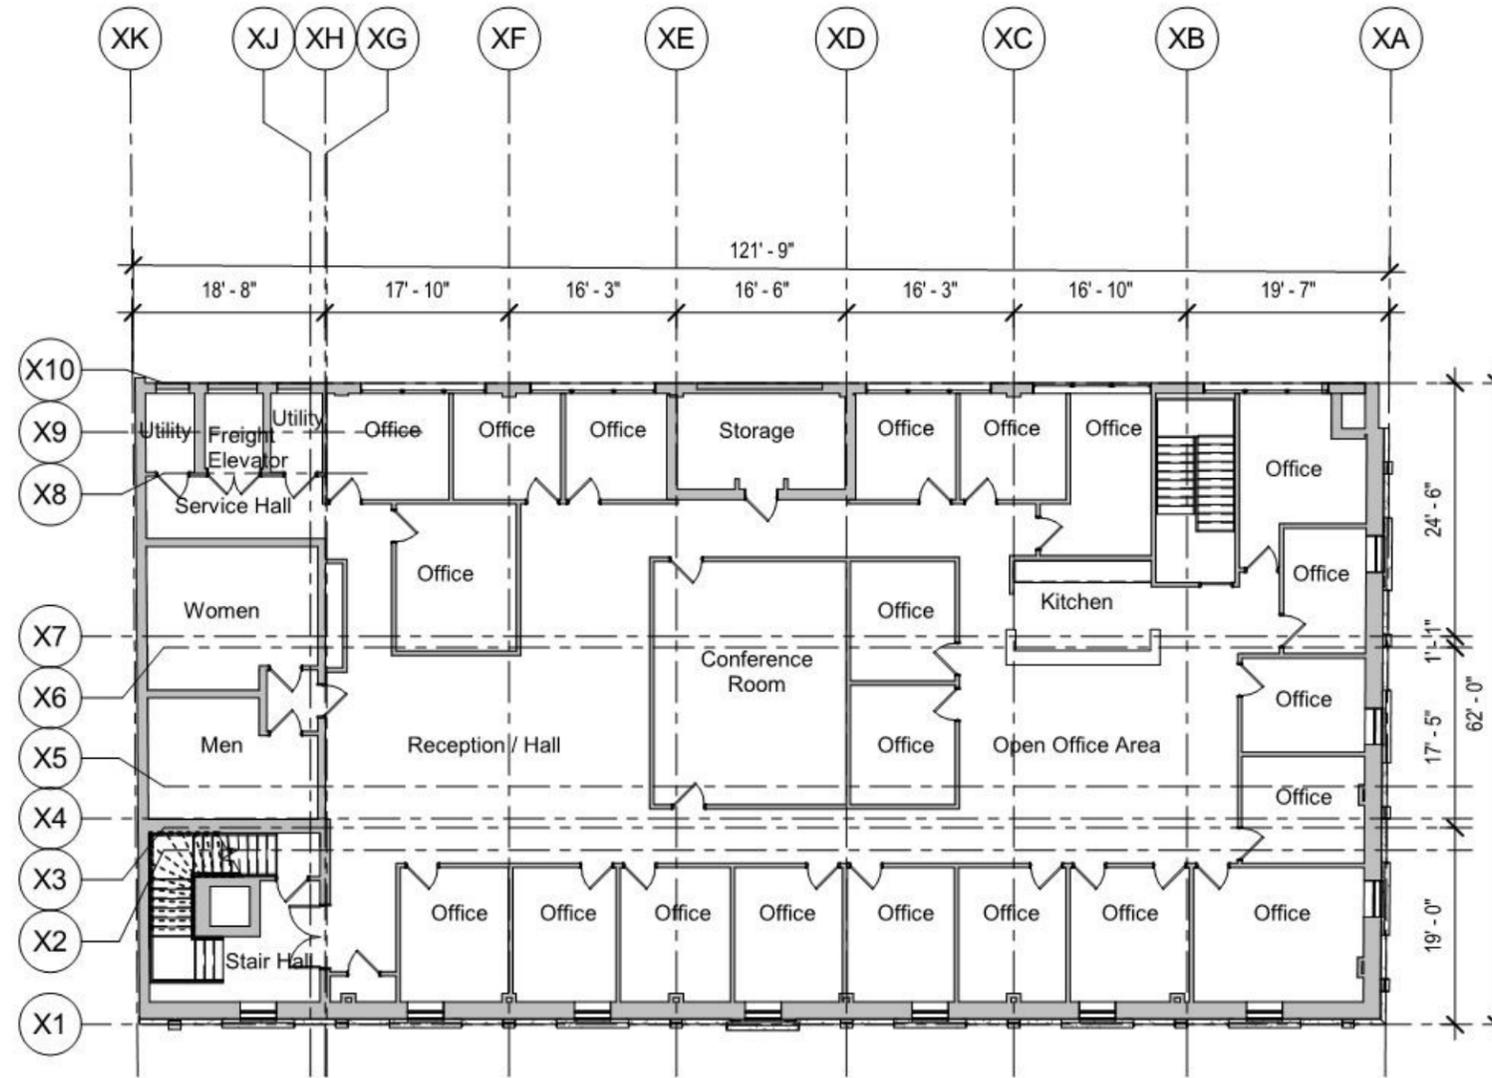 XK XJ XH XG XF XE XD XC XB XA
121' - 9"
18' - 8" 17' - 10" 16' - 3" 16' - 6" 16' - 3" 16' - 10" 19' - 7"
X10
X9
X8
X7
X6
X5
X4
X3
X2
X1
Utility
Freight
Elevator
Utility
Office
Office
Office
Storage
Office
Office
Office
Office
Service Hall
Office
Office
Women
Office
Kitchen
Conference
Room
Office
Men
Reception / Hall
Office
Open Office Area
Office
Office
Office
Office
Office
Office
Office
Office
Office
Office
Stair Hall
24' - 6"
1' - 1"
17' - 5"
62' - 0"
19' - 0"